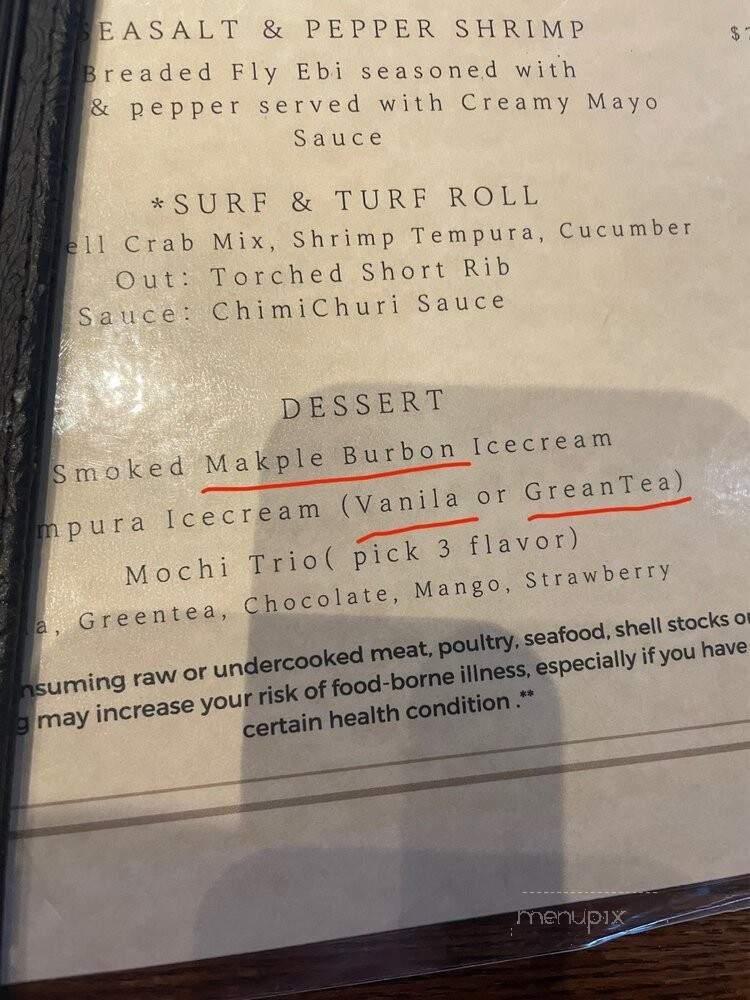 SEASALT & PEPPER SHRIMP
Breaded Fly Ebi seasoned with
& pepper served with Creamy Mayo
Sauce
*SURF & TURF ROLL
Crab Mix, Shrimp Tempura, Cucumber
Out: Torched Short Rib
Sauce: ChimiChuri Sauce
DESSERT
Smoked Makple Burbon Icecream
mpura Icecream (Vanila or GreanTea)
Mochi Trio( pick 3 flavor)
a, Greentea, Chocolate, Mango, Strawberry
nsuming raw or undercooked meat, poultry, seafood, shell stocks
g may increase your risk of food-borne illness, especially if you have
certain health condition .**
menupix